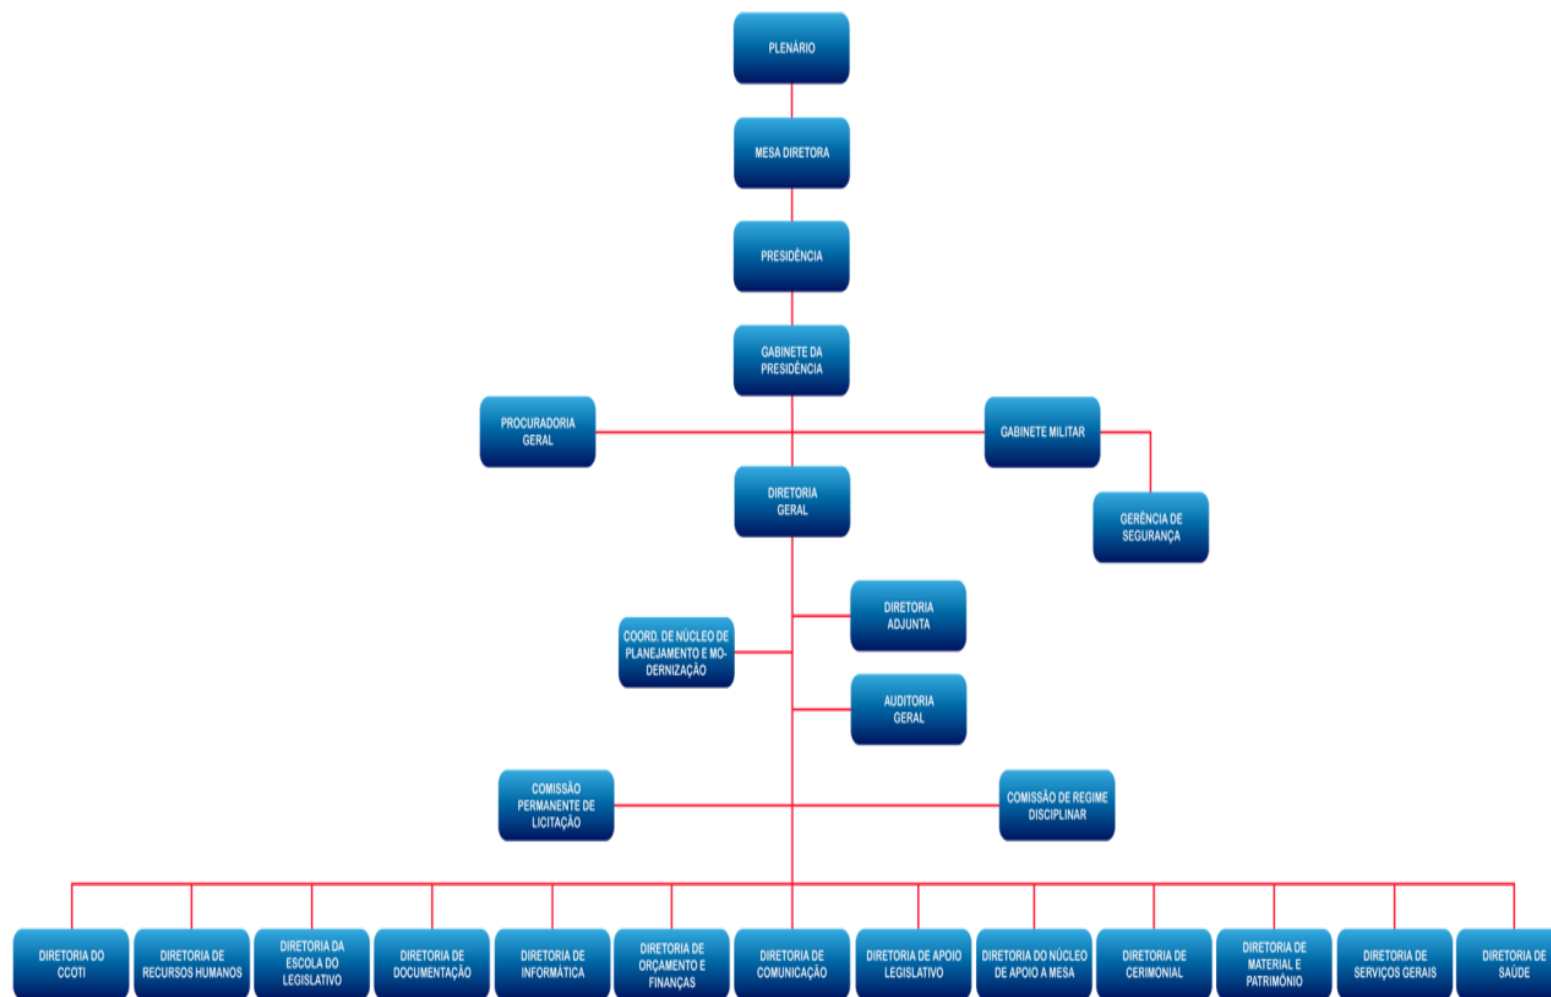 PLENÁRIO
MESA DIRETORA
PRESIDÊNCIA
GABINETE DA
PRESIDÊNCIA
PROCURADORIA
GERAL
GABINETE MILITAR
DIRETORIA
GERAL
GERÊNCIA DE
SEGURANÇA
DIRETORIA
ADJUNTA
COORD. DE NÚCLEO DE
PLANEJAMENTO E MO-
DERNIZAÇÃO
AUDITORIA
GERAL
COMISSÃO
PERMANENTE DE
LICITAÇÃO
COMISSÃO DE REGIME
DISCIPLINAR
DIRETORIA DO
CCOTI
DIRETORIA DE
RECURSOS HUMANOS
DIRETORIA DA
ESCOLA DO
LEGISLATIVO
DIRETORIA DE
DOCUMENTAÇÃO
DIRETORIA DE
INFORMÁTICA
DIRETORIA DE
ORÇAMENTO E
FINANÇAS
DIRETORIA DE
COMUNICAÇÃO
DIRETORIA DE APOIO
LEGISLATIVO
DIRETORIA DO NÚCLEO
DE APOIO A MESA
DIRETORIA DE
CERIMONIAL
DIRETORIA DE
MATERIAL E
PATRIMÔNIO
DIRETORIA DE
SERVIÇOS GERAIS
DIRETORIA DE
SAÚDE